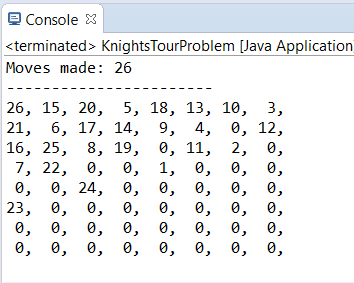 Console
<terminated> KnightsTourProblem [Java Application
Moves made: 26
-----------------------
26, 15, 20,  5, 18, 13, 10,  3,
21,  6, 17, 14,  9,  4,  0, 12,
16, 25,  8, 19,  0, 11,  2,  0,
 7, 22,  0,  0,  1,  0,  0,  0,
 0,  0, 24,  0,  0,  0,  0,  0,
23,  0,  0,  0,  0,  0,  0,  0,
 0,  0,  0,  0,  0,  0,  0,  0,
 0,  0,  0,  0,  0,  0,  0,  0,